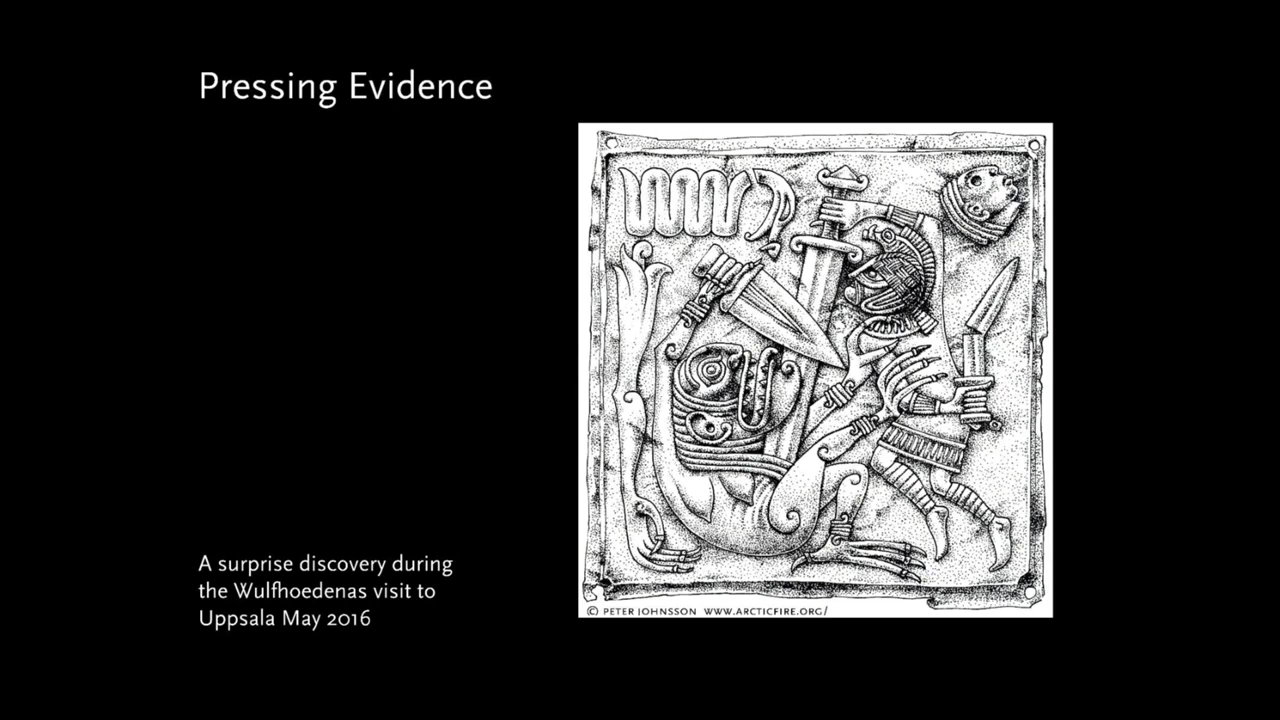 Pressing Evidence
A surprise discovery during
the Wulfhoedenas visit to
Uppsala May 2016
© PETER JOHNSSON WWW.ARCTICFIRE.ORG/